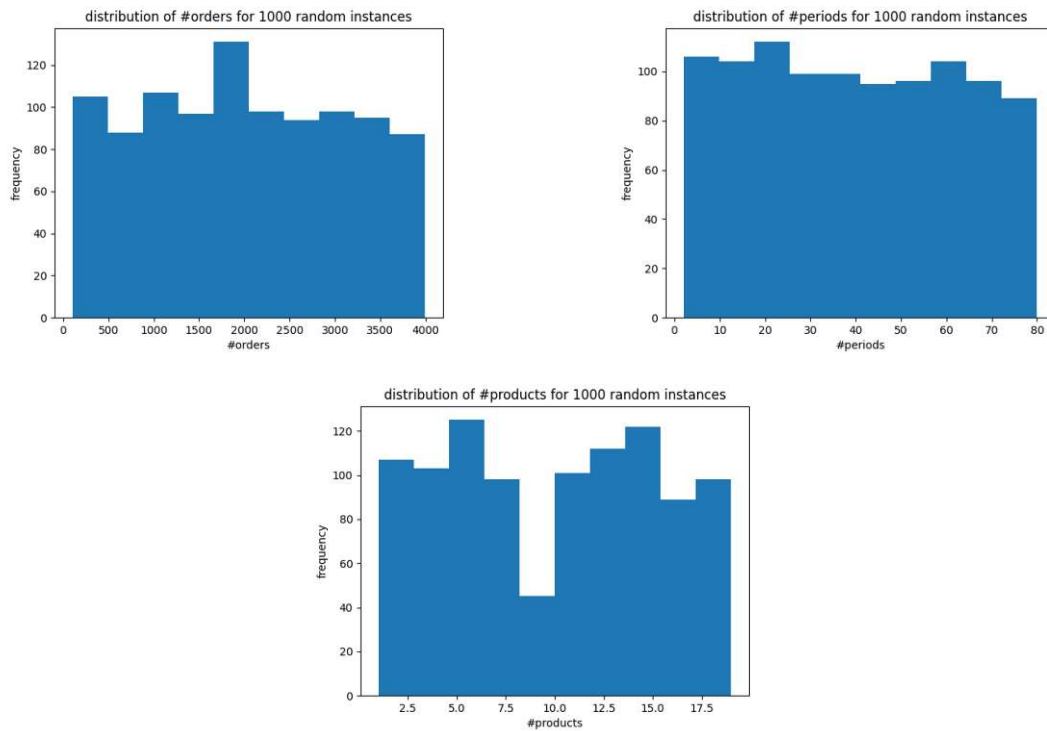 distribution of #orders for 1000 random instances
frequency
120
100
80
60
40
20
0
0 500 1000 1500 2000 2500 3000 3500 4000
#orders
distribution of #periods for 1000 random instances
frequency
100
80
60
40
20
0
0 10 20 30 40 50 60 70 80
#periods
distribution of #products for 1000 random instances
frequency
120
100
80
60
40
20
0
2.5 5.0 7.5 10.0 12.5 15.0 17.5
#products